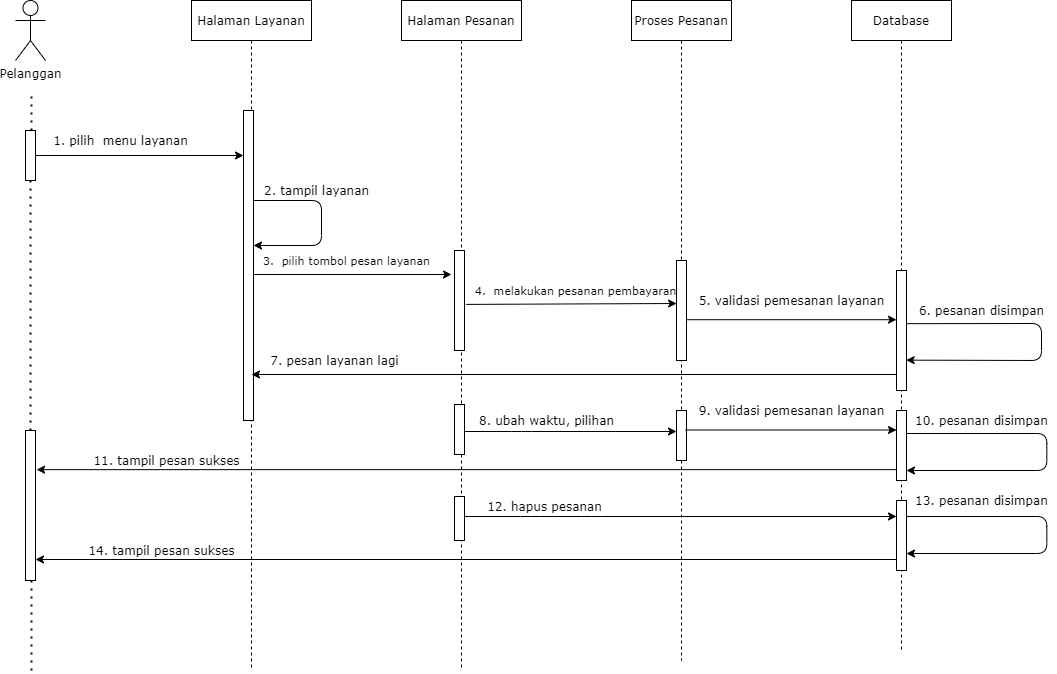 Pelanggan
Halaman Layanan
Halaman Pesanan
Proses Pesanan
Database
1. pilih menu layanan
2. tampil layanan
3. pilih tombol pesan layanan
4. melakukan pesanan pembayaran
5. validasi pemesanan layanan
6. pesanan disimpan
7. pesan layanan lagi
8. ubah waktu, pilihan
9. validasi pemesanan layanan
10. pesanan disimpan
11. tampil pesan sukses
12. hapus pesanan
13. pesanan disimpan
14. tampil pesan sukses